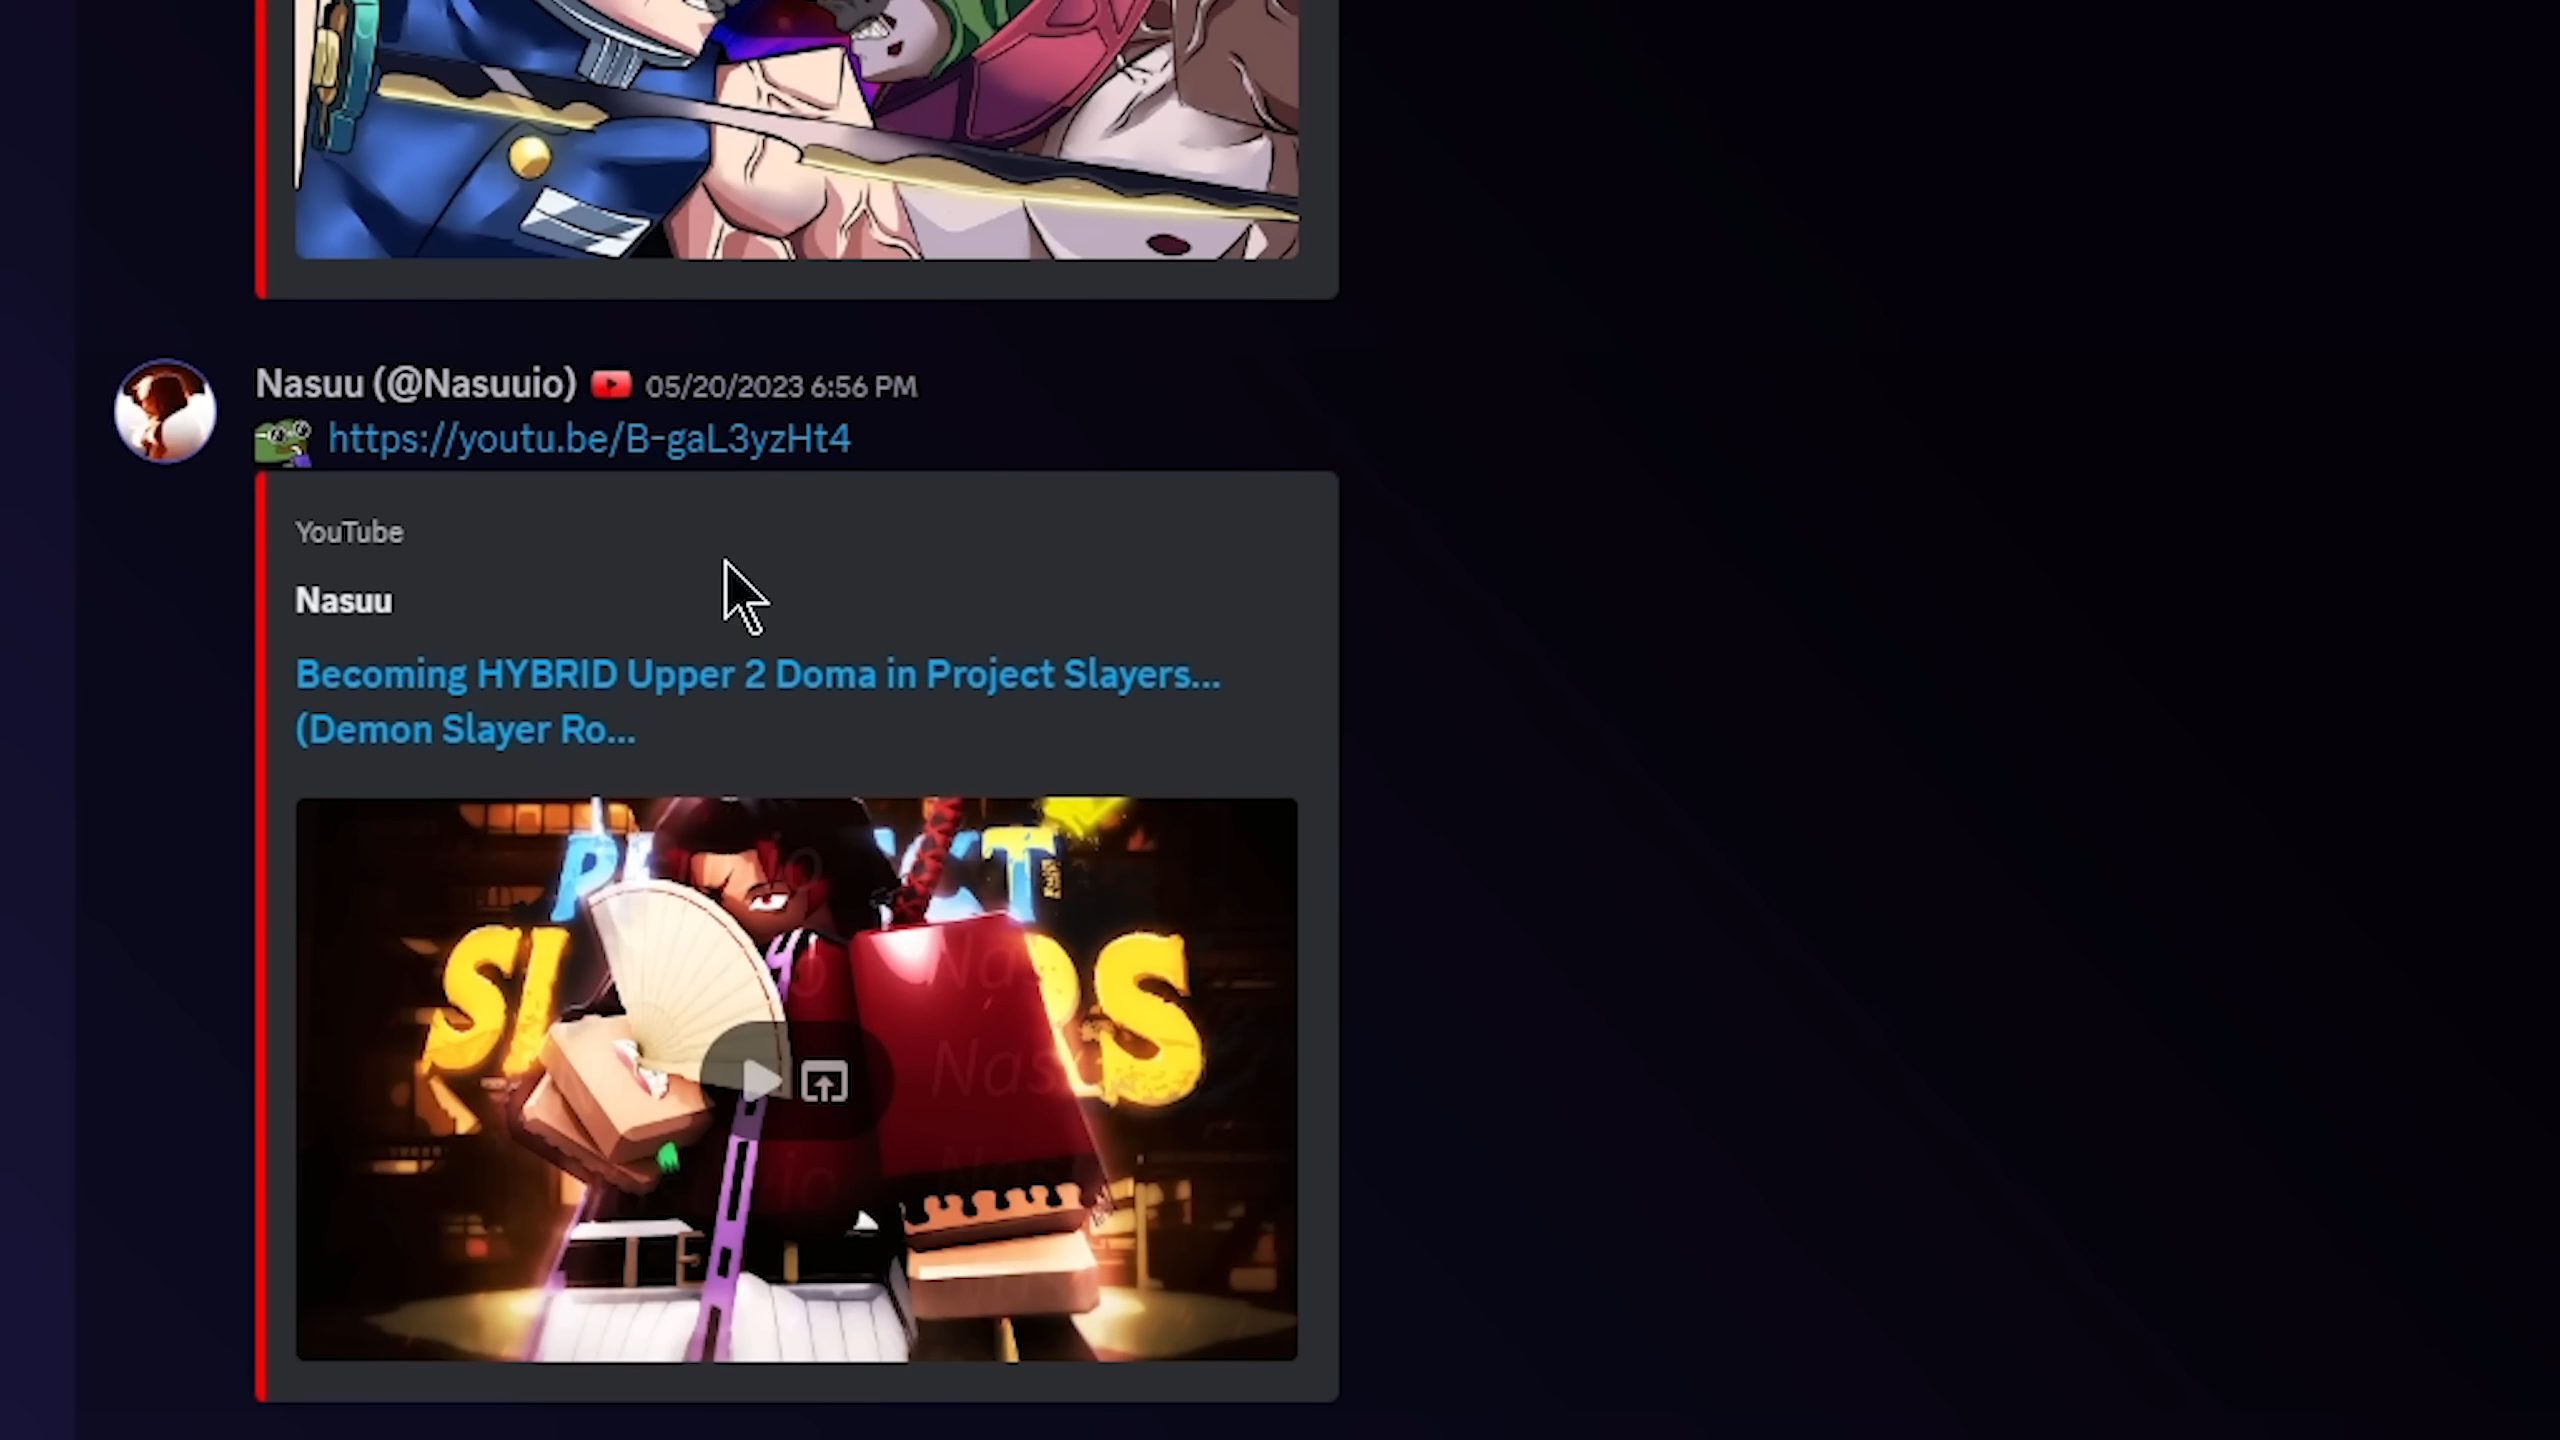 Nasuu (@Nasuuio) 05/20/2023 6:56 PM
https://youtu.be/B-gaL3yzHt4
YouTube
Nasuu
Becoming HYBRID Upper 2 Doma in Project Slayers...
(Demon Slayer Ro...